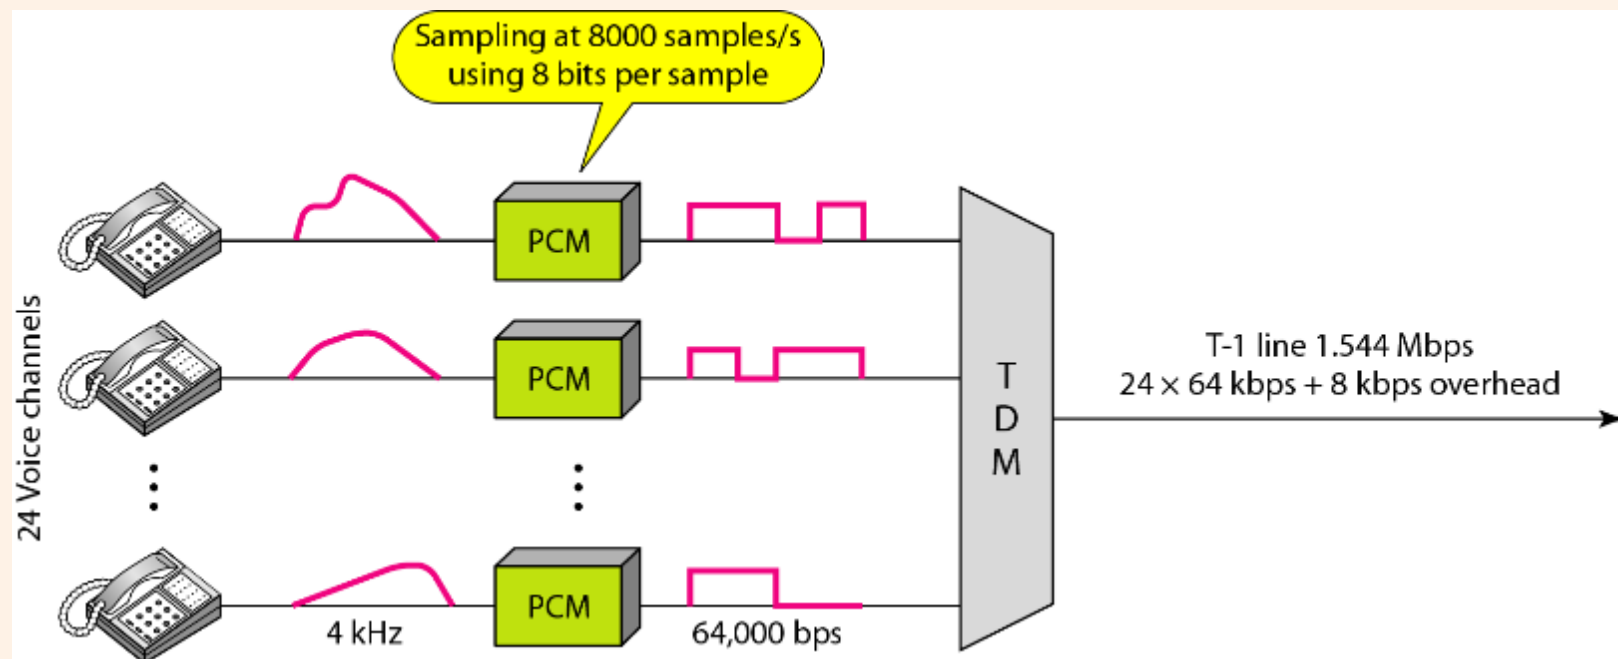 Sampling at 8000 samples/s
using 8 bits per sample
24 Voice channels
PCM
PCM
PCM
4 kHz
64,000 bps
T
D
M
T-1 line 1.544 Mbps
24 × 64 kbps + 8 kbps overhead